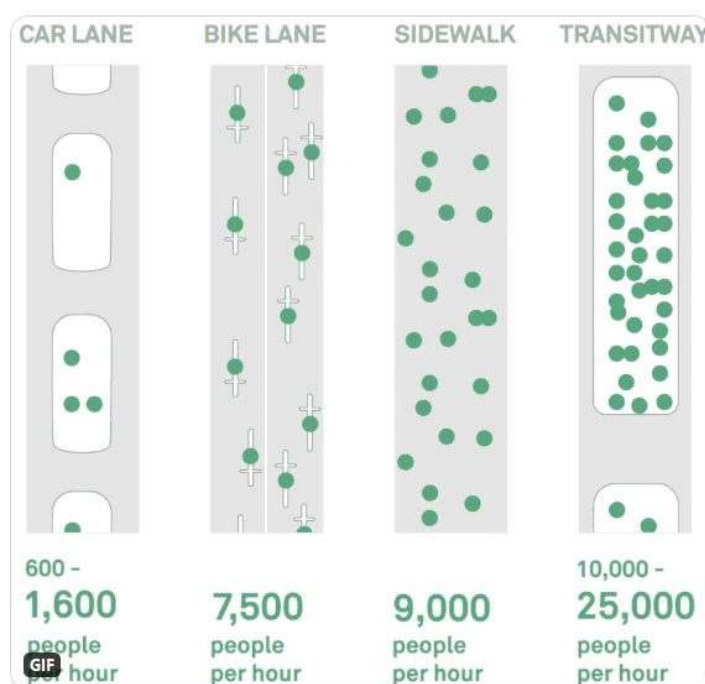 CAR LANE
BIKE LANE
SIDEWALK
TRANSITWAY
600 -
1,600
people
per hour
7,500
people
per hour
9,000
people
per hour
10,000 -
25,000
people
per hour
GIF